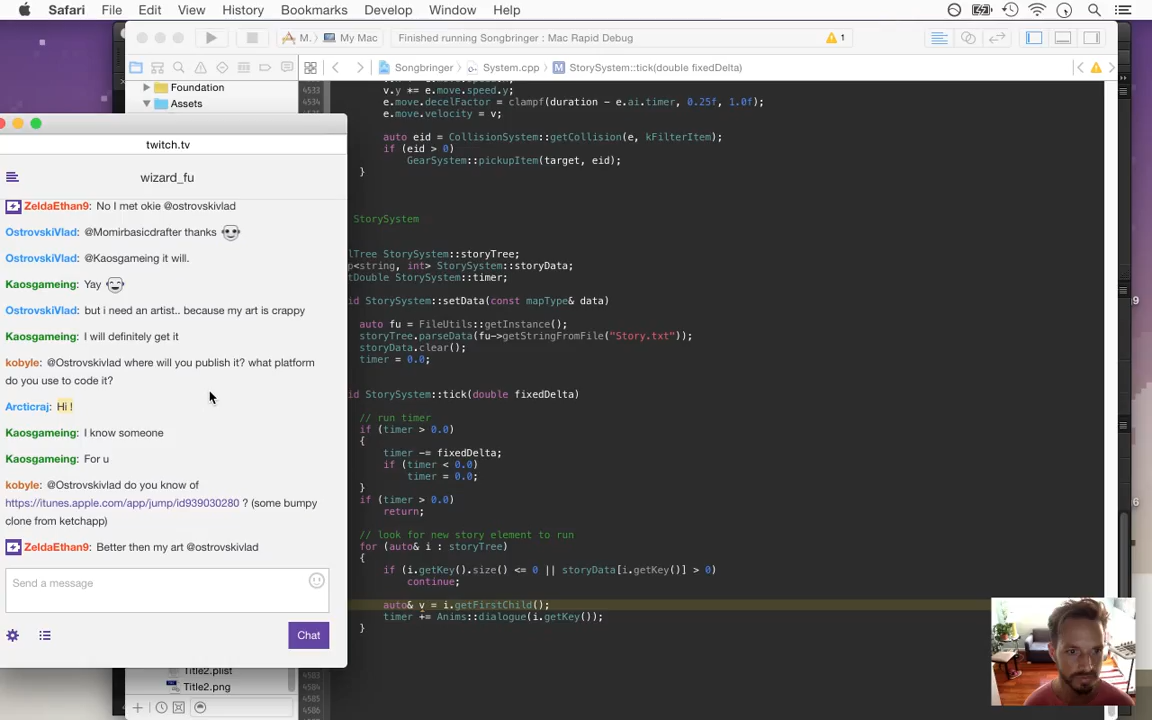 Safari File Edit View History Bookmarks Develop Window Help
M. My Mac Finished running Songbringer : Mac Rapid Debug 1
Songbringer System.cpp M StorySystem::tick(double fixedDelta)
Foundation
Assets
twitch.tv
wizard_fu
ZeldaEthan9: No I met okie @ostrovskivlad
OstrovskiVlad: @Momirbasicdrafter thanks
OstrovskiVlad: @Kaosgameing it will.
Kaosgameing: Yay
OstrovskiVlad: but i need an artist.. because my art is crappy
Kaosgameing: I will definitely get it
kobyle: @Ostrovskivlad where will you publish it? what platform
do you use to code it?
Arcticraj: Hi !
Kaosgameing: I know someone
Kaosgameing: For u
kobyle: @Ostrovskivlad do you know of
https://itunes.apple.com/app/jump/id939030280 ? (some bumpy
clone from ketchapp)
ZeldaEthan9: Better then my art @ostrovskivlad
Send a message
Chat
Title2.plist
Title2.png
4533
4534
v.y *= e.move.speed.y;
e.move.decelFactor = clampf(duration - e.ai.timer, 0.25f, 1.0f);
e.move.velocity = v;
auto eid = CollisionSystem::getCollision(e, kFilterItem);
if (eid > 0)
GearSystem::pickupItem(target, eid);
}
StorySystem
lTree StorySystem::storyTree;
p<string, int> StorySystem::storyData;
tDouble StorySystem::timer;
id StorySystem::setData(const mapType& data)
auto fu = FileUtils::getInstance();
storyTree.parseData(fu->getStringFromFile("Story.txt"));
storyData.clear();
timer = 0.0;
id StorySystem::tick(double fixedDelta)
// run timer
if (timer > 0.0)
{
timer -= fixedDelta;
if (timer < 0.0)
timer = 0.0;
}
if (timer > 0.0)
return;
// look for new story element to run
for (auto& i : storyTree)
{
if (i.getKey().size() <= 0 || storyData[i.getKey()] > 0)
continue;
auto& v = i.getFirstChild();
timer += Anims::dialogue(i.getKey());
}
4583
4584
4585
4586
9
6